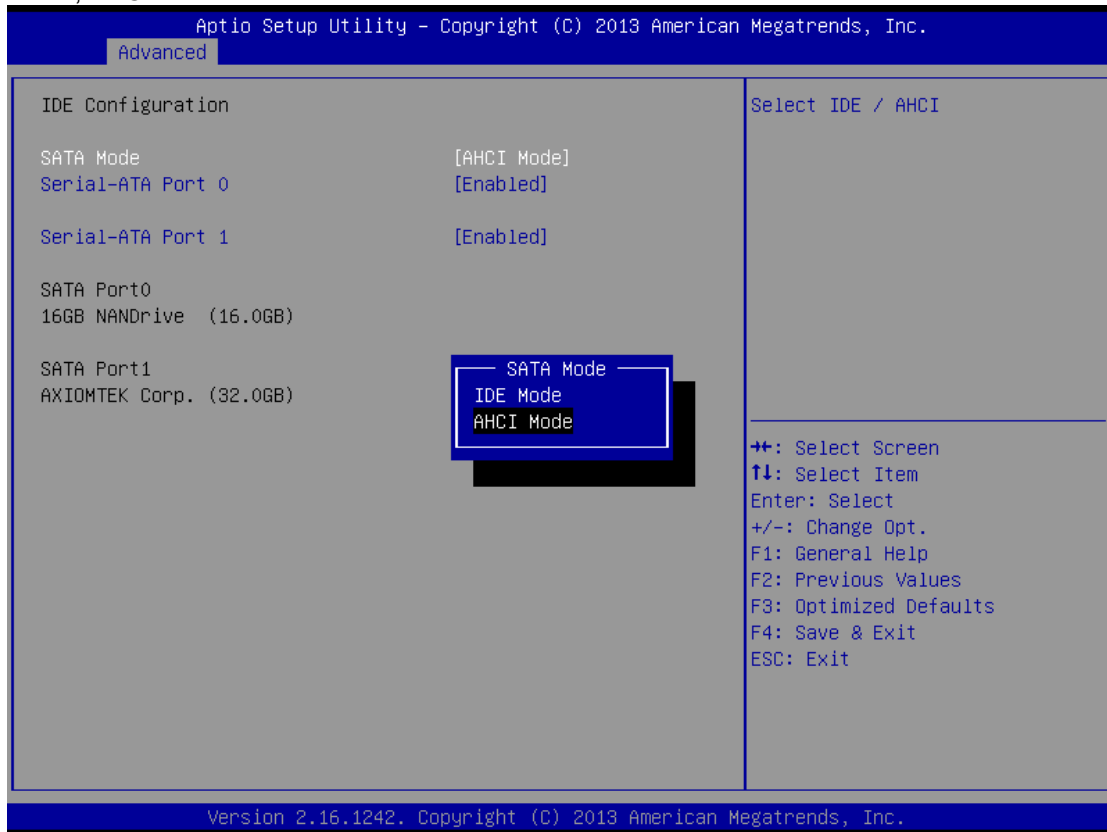 Aptio Setup Utility – Copyright (C) 2013 American Megatrends, Inc.
Advanced
IDE Configuration
SATA Mode [AHCI Mode]
Serial-ATA Port 0 [Enabled]
Serial-ATA Port 1 [Enabled]
SATA Port0
16GB NANDrive (16.0GB)
SATA Port1
AXIOMTEK Corp. (32.0GB)
SATA Mode
IDE Mode
AHCI Mode
Select IDE / AHCI
→←: Select Screen
↑↓: Select Item
Enter: Select
+/-: Change Opt.
F1: General Help
F2: Previous Values
F3: Optimized Defaults
F4: Save & Exit
ESC: Exit
Version 2.16.1242. Copyright (C) 2013 American Megatrends, Inc.